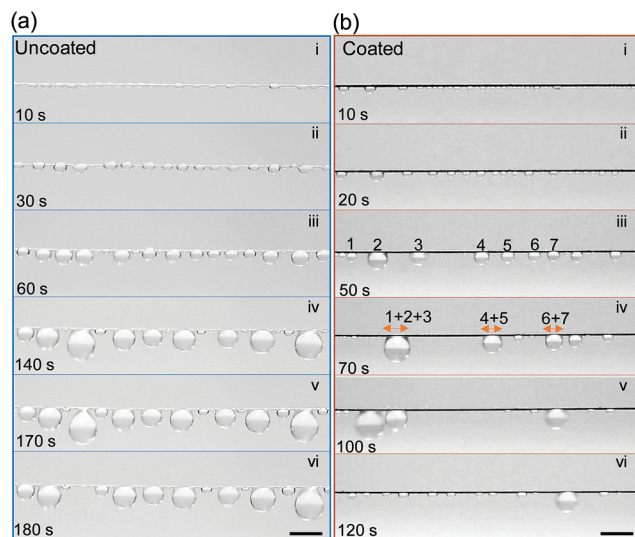 (a)
Uncoated
i
10 s
ii
30 s
iii
60 s
iv
140 s
v
170 s
vi
180 s
(b)
Coated
i
10 s
ii
20 s
iii
1 2 3 4 5 6 7
50 s
iv
1+2+3 4+5 6+7
70 s
v
100 s
vi
120 s